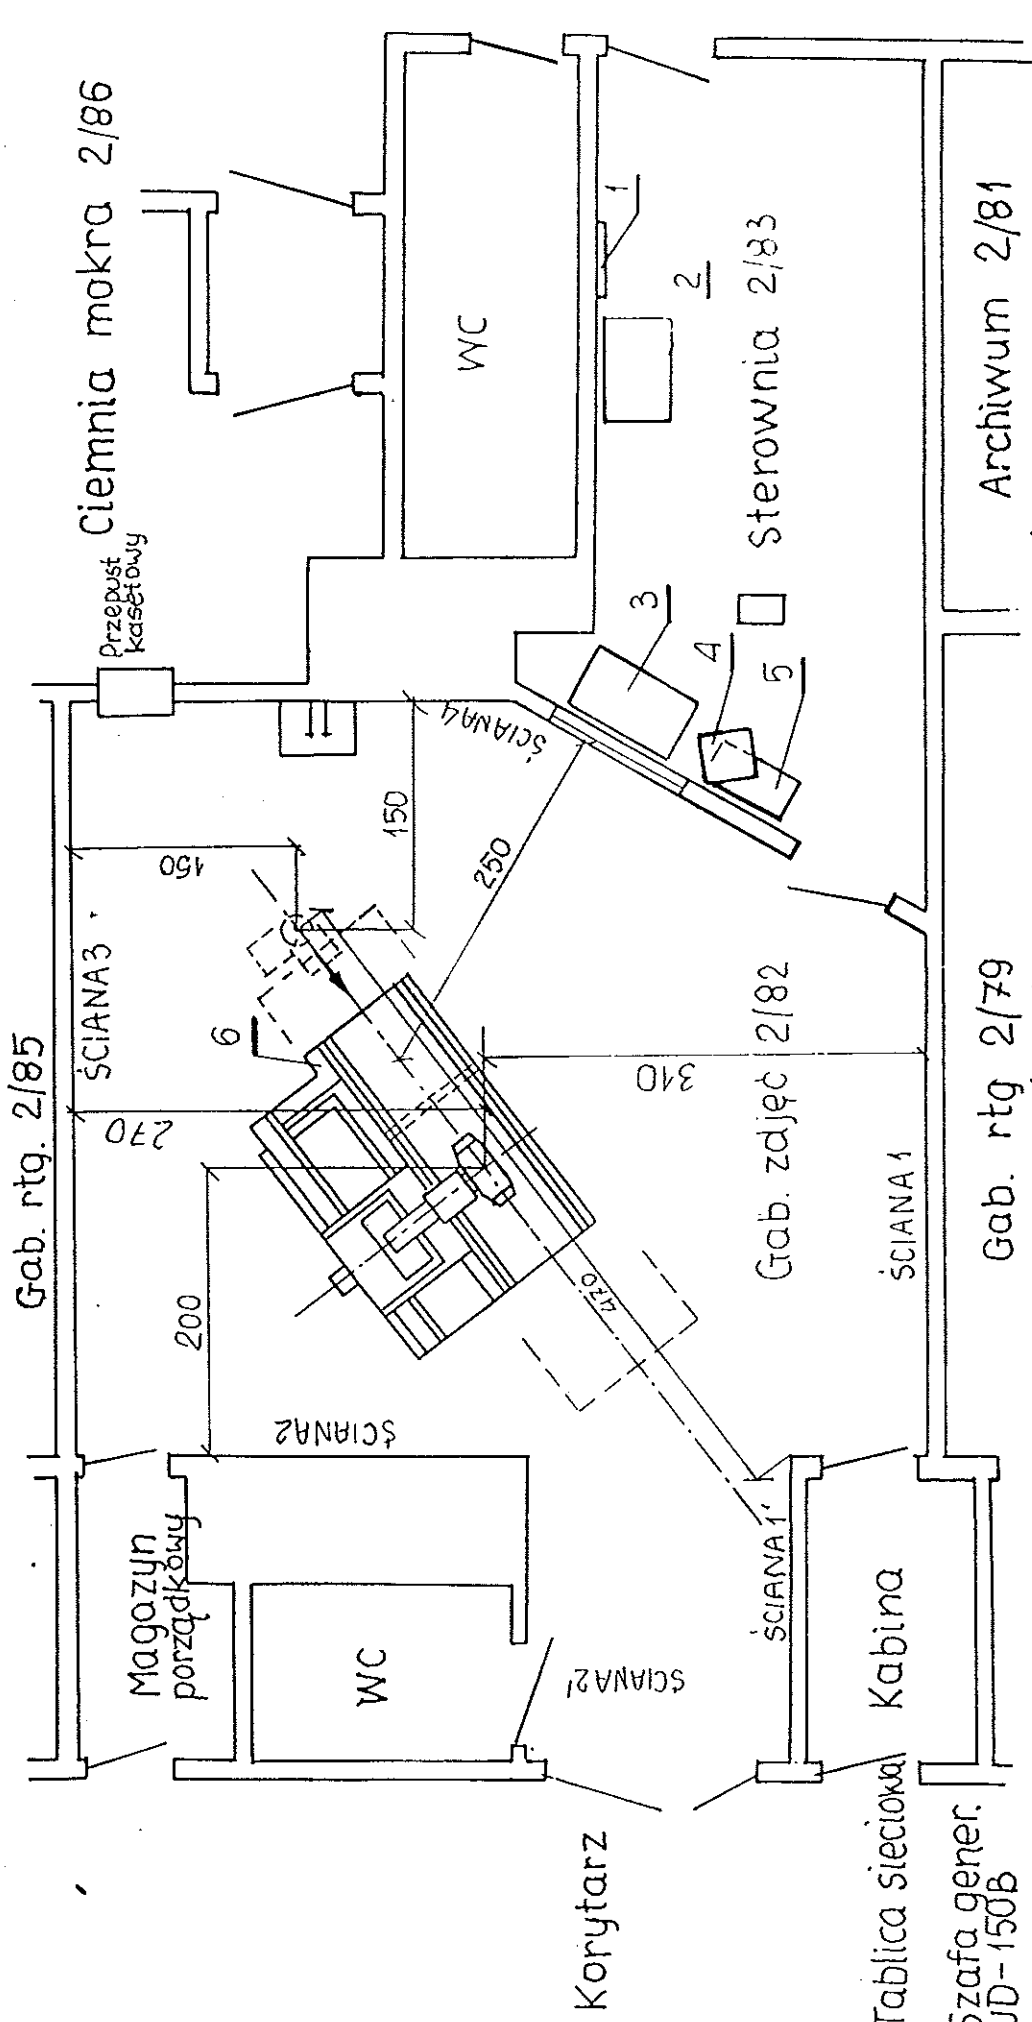 Gab. rtg. 2/85
ŚCIANA 3
150
6
270
200
ŚCIANA 2
Magazyn
porządkowy
WC
ŚCIANA 2'
Korytarz
Przepust
kasetowy
Ciemnia mokra 2/86
WC
ŚCIANA 4
150
250
310
470
Gab. zdjęć 2/82
ŚCIANA 1
ŚCIANA 1'
Kabina
1
2
3
4
5
Sterownia 2/83
Archiwum 2/81
Gab. rtg 2/79
Tablica sieciowa
Szafa gener.
-150B